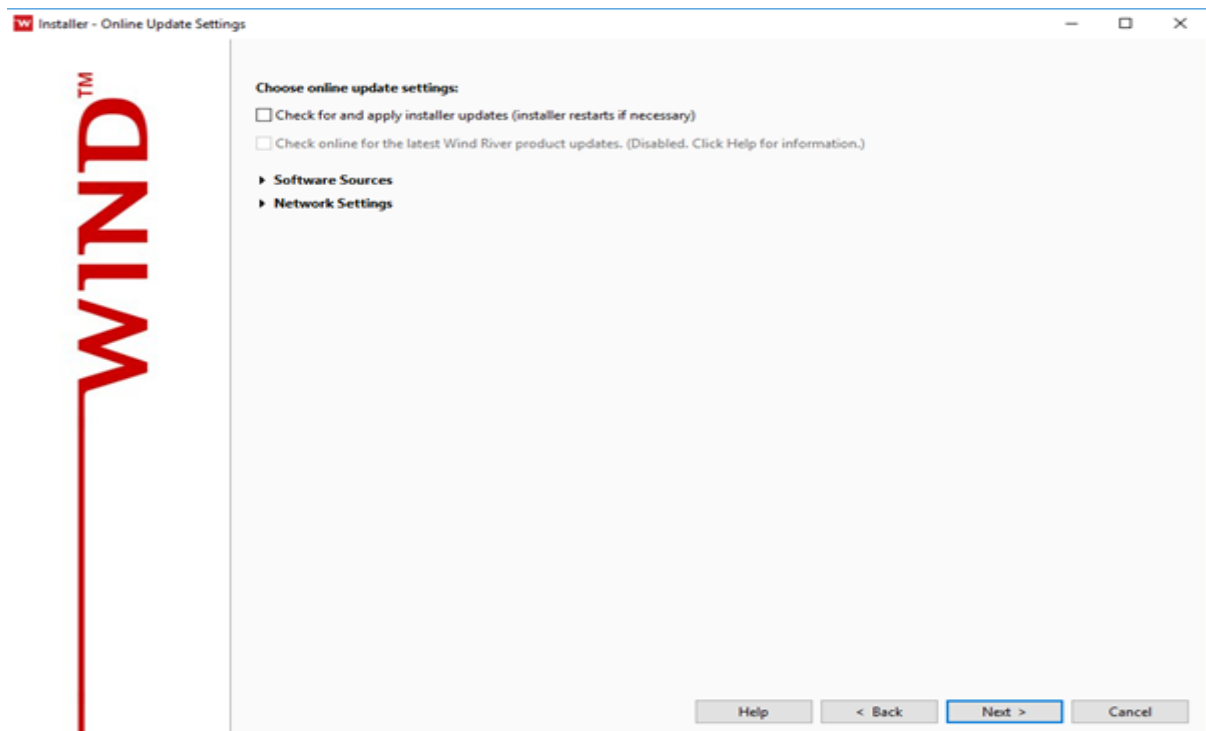 Installer - Online Update Settings
WIND™
Choose online update settings:
Check for and apply installer updates (installer restarts if necessary)
Check online for the latest Wind River product updates. (Disabled. Click Help for information.)
Software Sources
Network Settings
Help
< Back
Next >
Cancel